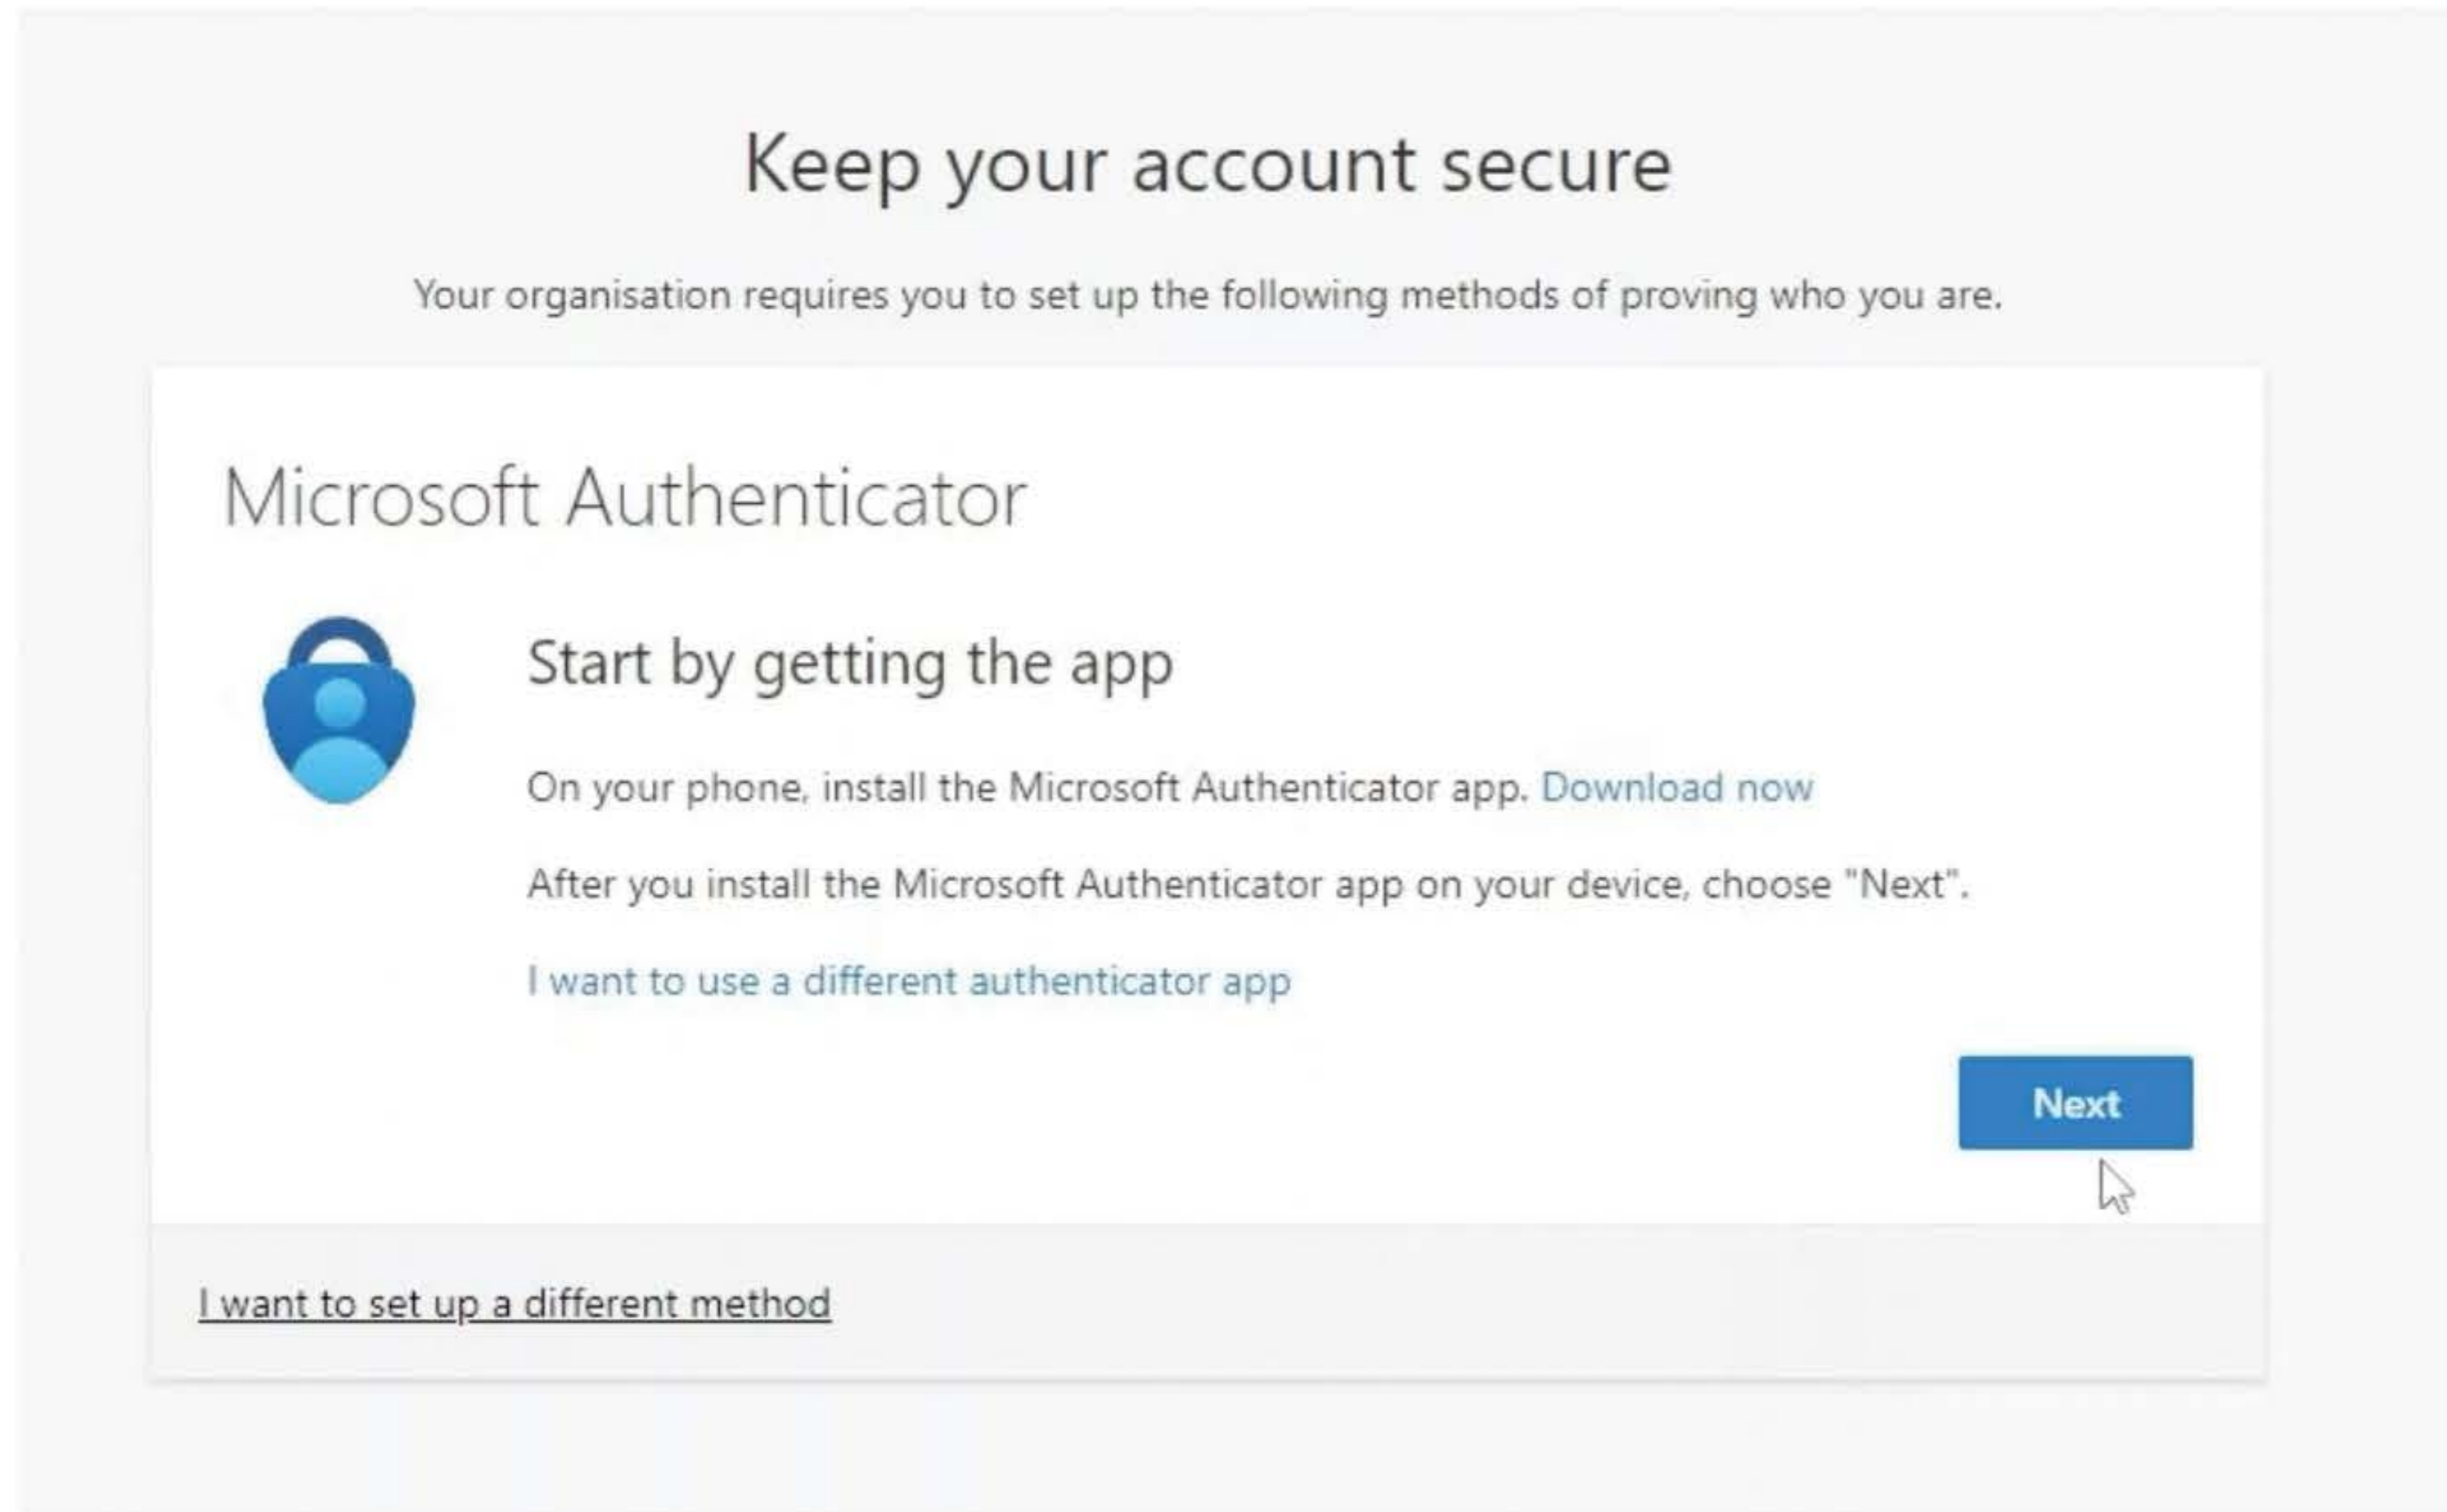 Keep your account secure
Your organisation requires you to set up the following methods of proving who you are.
Microsoft Authenticator
Start by getting the app
On your phone, install the Microsoft Authenticator app. Download now
After you install the Microsoft Authenticator app on your device, choose "Next".
I want to use a different authenticator app
Next
I want to set up a different method